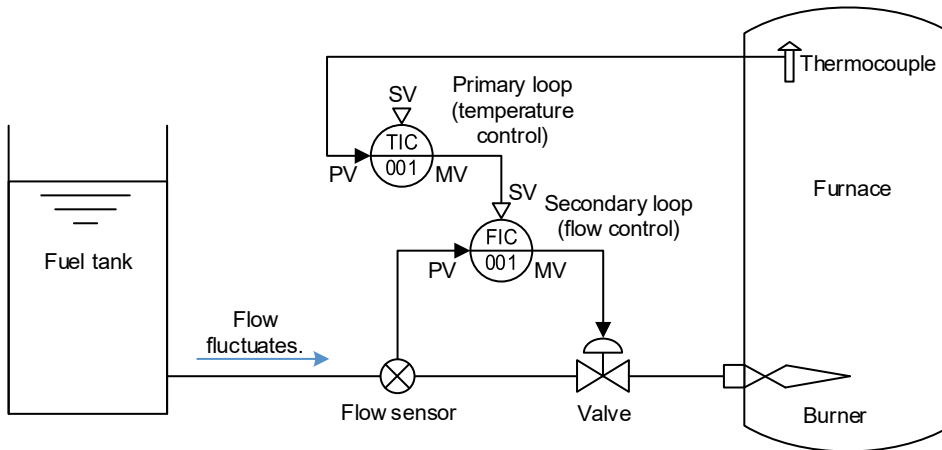 Thermocouple
Primary loop
(temperature
control)
SV
TIC
001
PV
MV
SV
Furnace
Secondary loop
(flow control)
FIC
001
PV
MV
Fuel tank
Flow
fluctuates.
Flow sensor
Valve
Burner